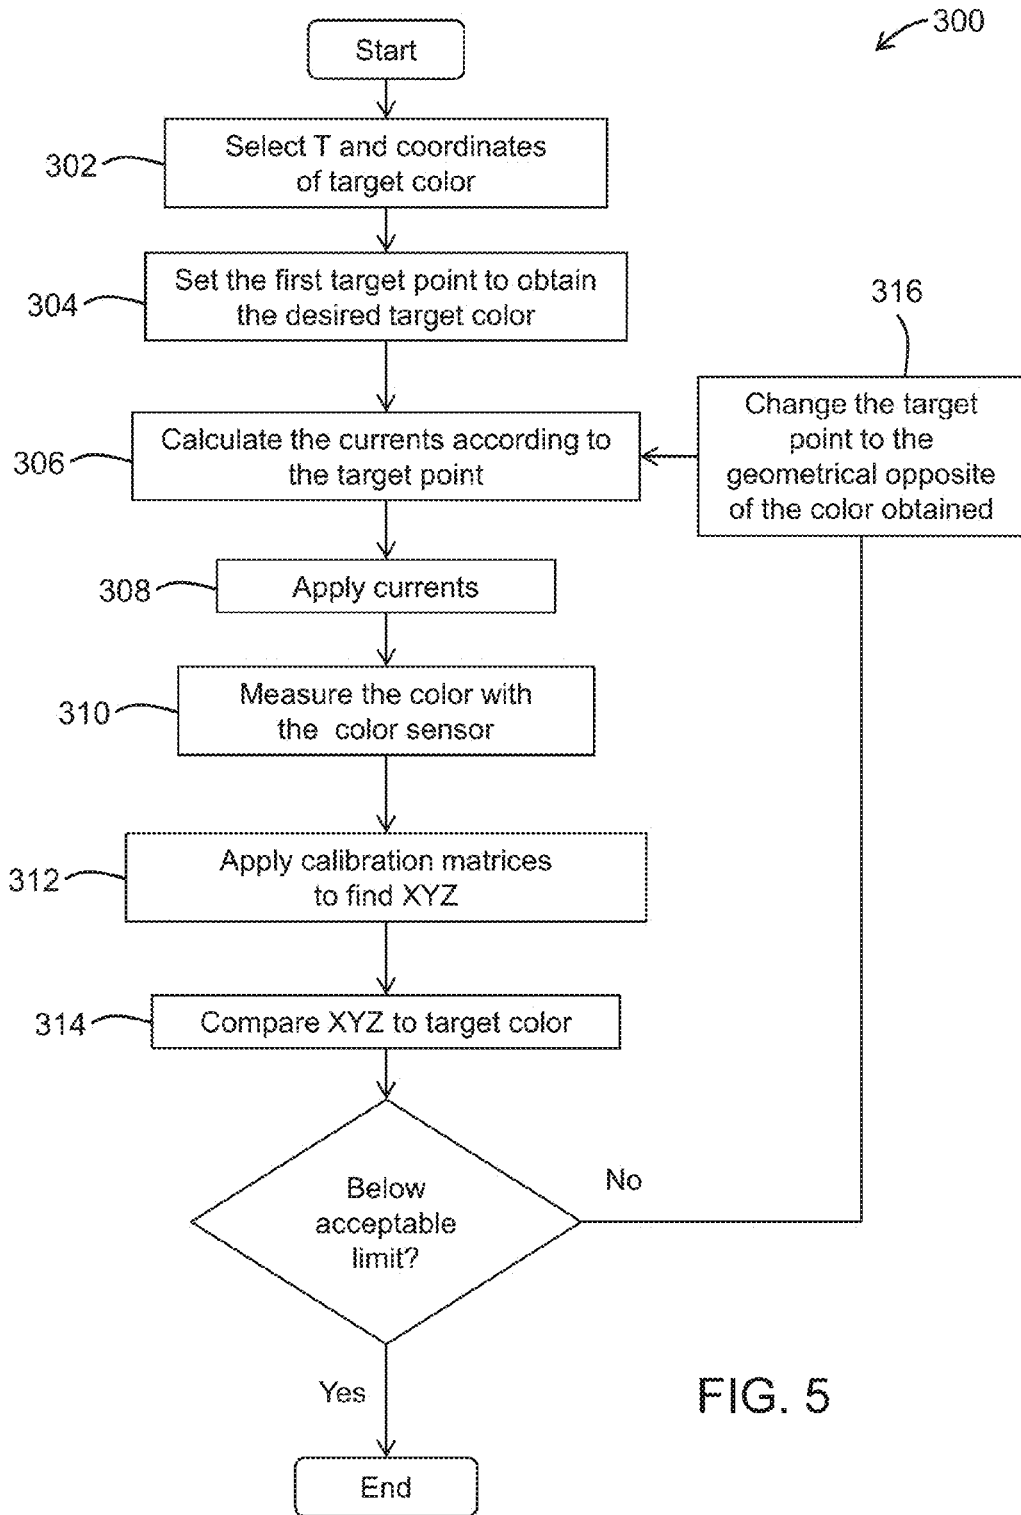 300
Start
302
Select T and coordinates
of target color
304
Set the first target point to obtain
the desired target color
316
Change the target
point to the
geometrical opposite
of the color obtained
306
Calculate the currents according to
the target point
308
Apply currents
310
Measure the color with
the color sensor
312
Apply calibration matrices
to find XYZ
314
Compare XYZ to target color
Below
acceptable
limit?
No
Yes
FIG. 5
End